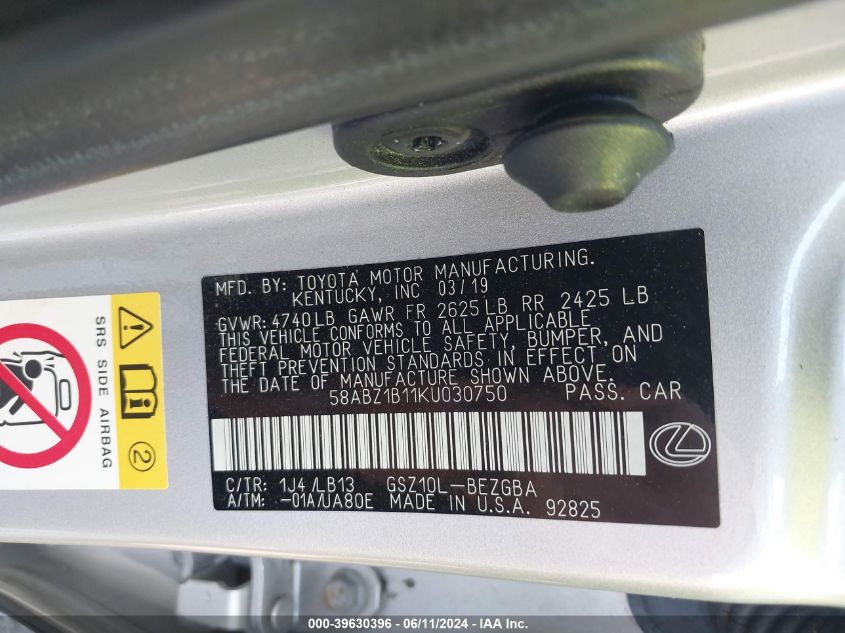 MFD. BY: TOYOTA MOTOR MANUFACTURING.
KENTUCKY, INC 03/19
GVWR: 4740LB GAWR FR 2625LB RR 2425 LB
THIS VEHICLE CONFORMS TO ALL APPLICABLE
FEDERAL MOTOR VEHICLE SAFETY, BUMPER, AND
THEFT PREVENTION STANDARDS IN EFFECT ON
THE DATE OF MANUFACTURE SHOWN ABOVE.
58ABZ1B11KU030750 PASS. CAR
C/TR: 1J4 /LB13 GSZ10L-BEZGBA
A/TM: -01A/UA80E MADE IN U.S.A. 92825
SRS SIDE AIRBAG
2
000-39630396 - 06/11/2024 - IAA Inc.